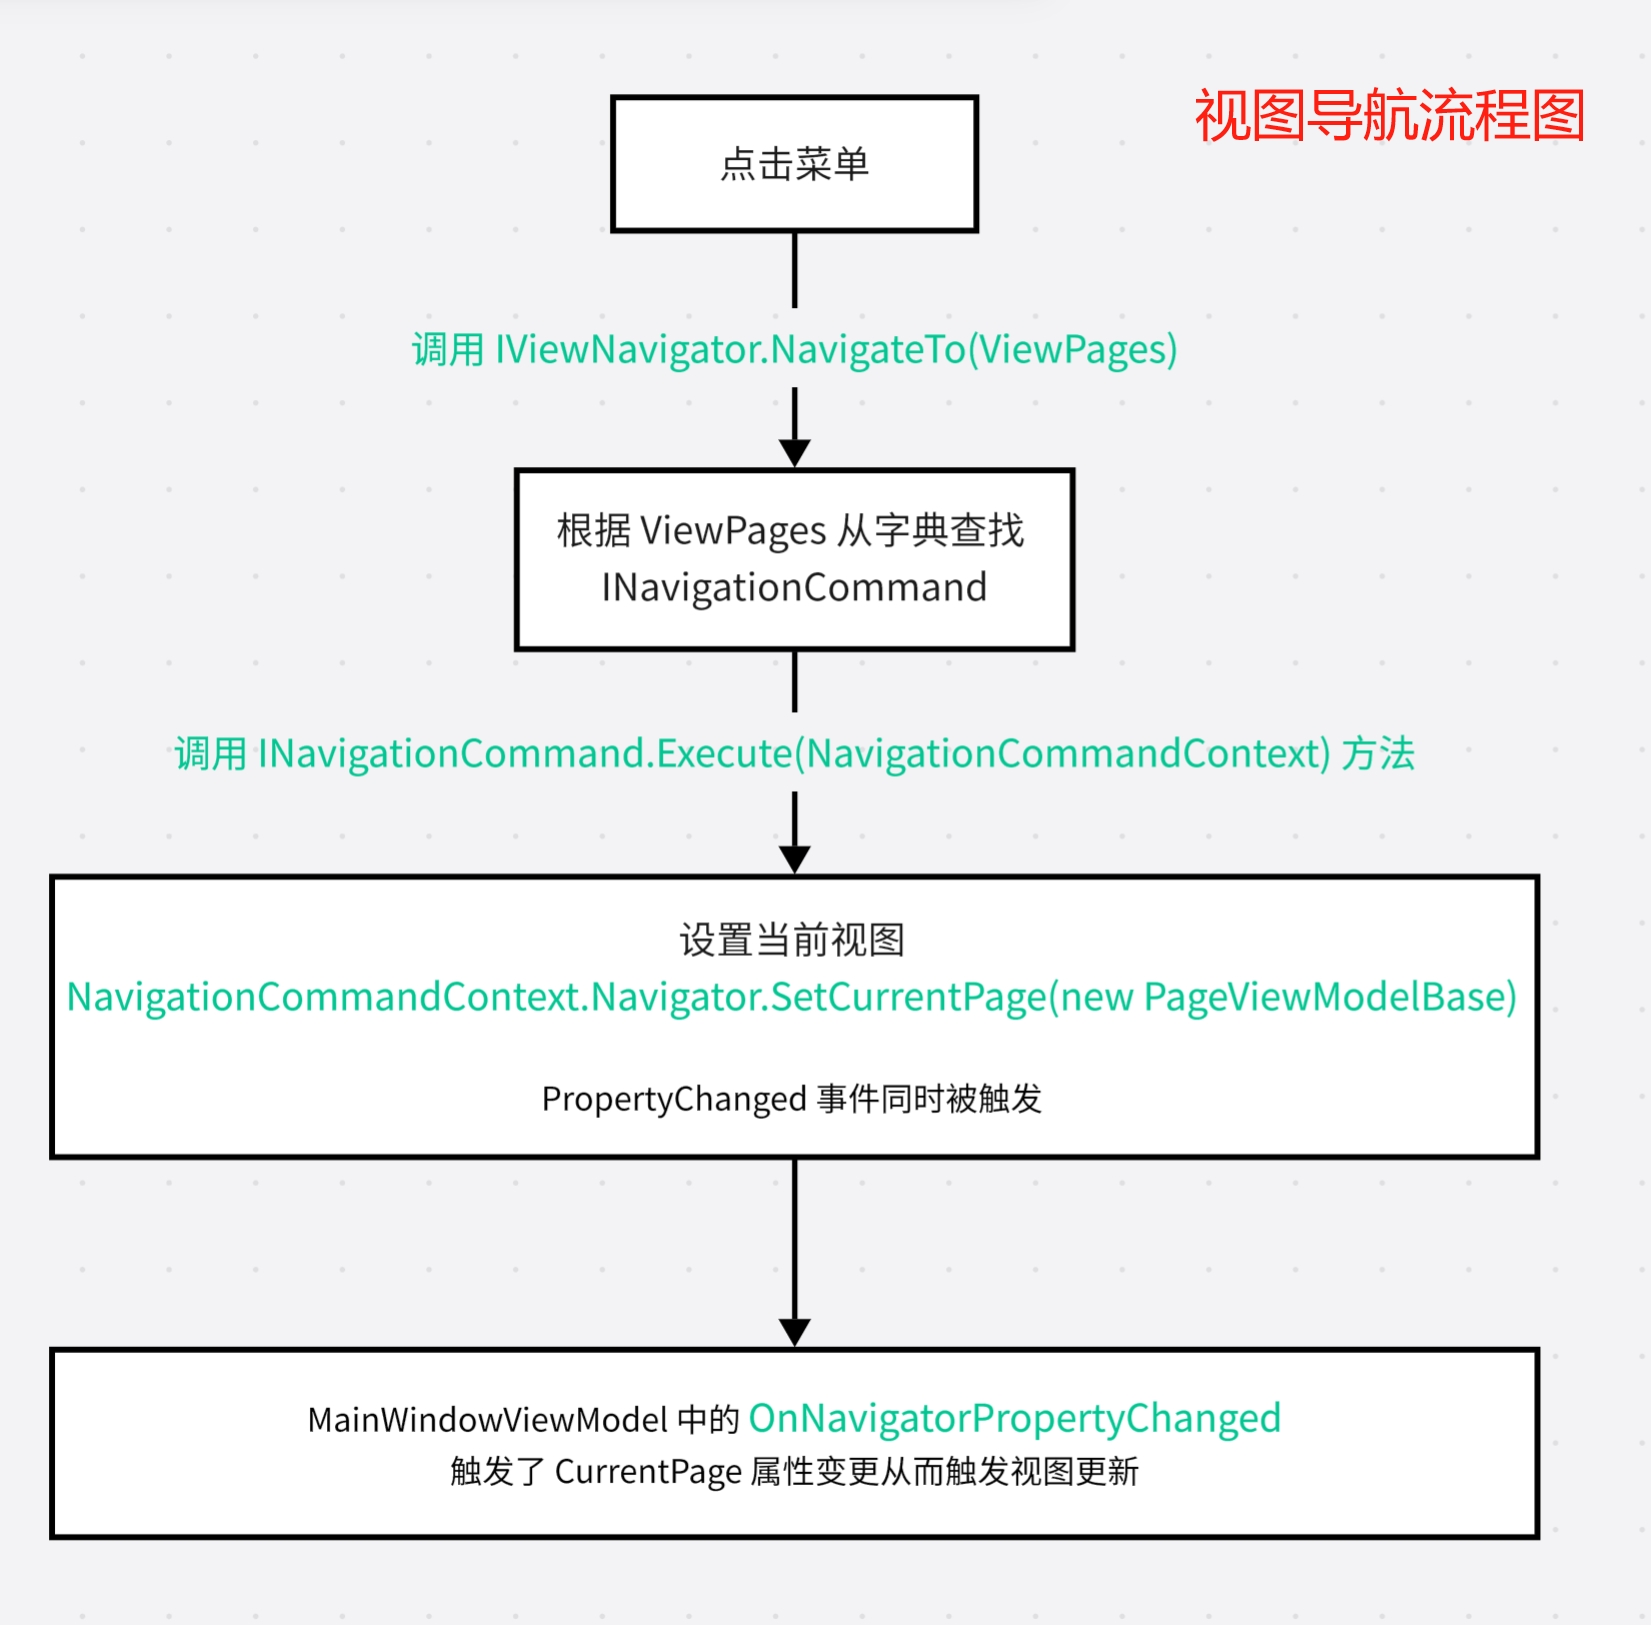 视图导航流程图
点击菜单
调用 IViewNavigator.NavigateTo(ViewPages)
根据 ViewPages 从字典查找
INavigationCommand
调用 INavigationCommand.Execute(NavigationCommandContext) 方法
设置当前视图
NavigationCommandContext.Navigator.SetCurrentPage(new PageViewModelBase)
PropertyChanged 事件同时被触发
MainWindowViewModel 中的 OnNavigatorPropertyChanged
触发了 CurrentPage 属性变更从而触发视图更新